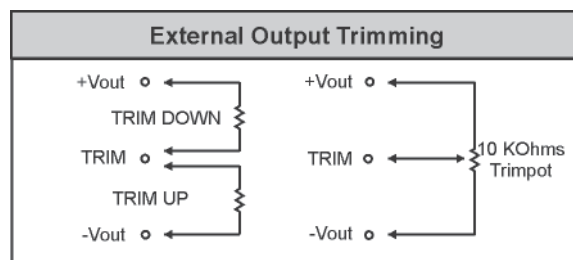 External Output Trimming
+Vout
TRIM DOWN
TRIM
TRIM UP
-Vout
+Vout
TRIM
10 KOhms
Trimpot
-Vout